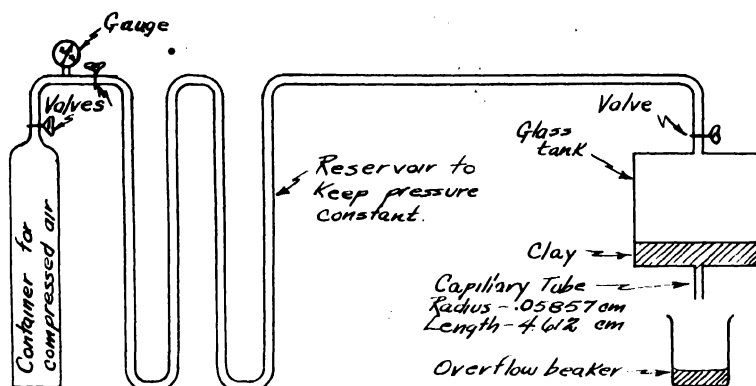 Gauge
Valves
Valve
Glass
tank
Reservoir to
Keep pressure
constant.
Container for
compressed air
Clay
Capiliary Tube
Radius - .05857 cm
Length - 4.612 cm
Overflow beaker